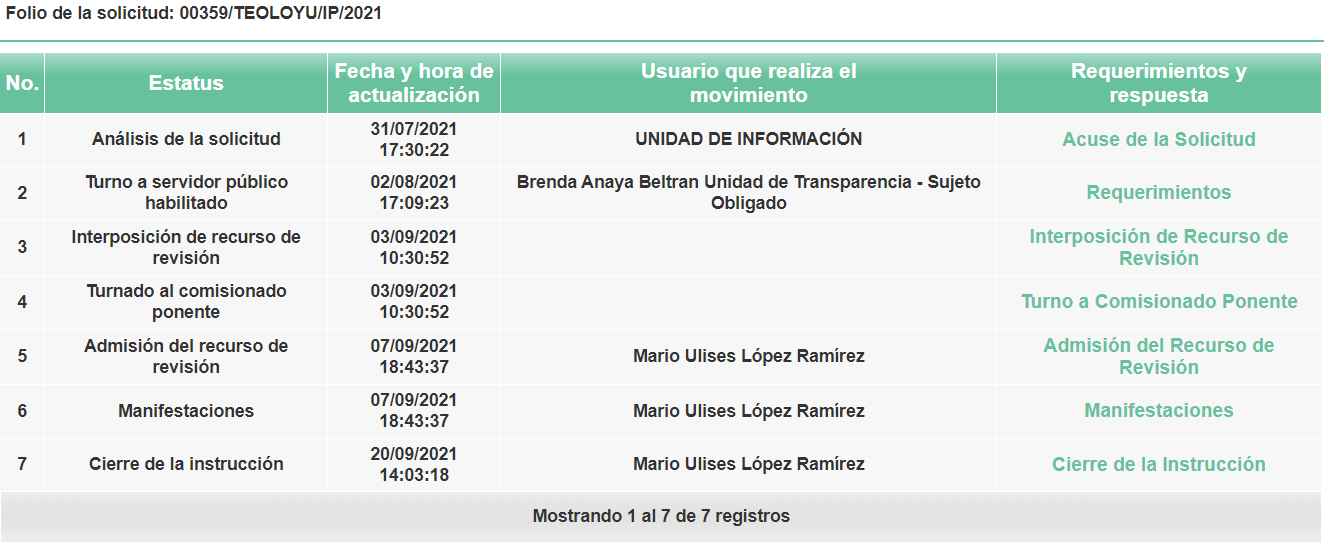 Folio de la solicitud: 00359/TEOLOYU/IP/2021
No.
Estatus
Fecha y hora de
actualización
Usuario que realiza el
movimiento
Requerimientos y
respuesta
1
Análisis de la solicitud
31/07/2021
17:30:22
UNIDAD DE INFORMACIÓN
Acuse de la Solicitud
2
Turno a servidor público
habilitado
02/08/2021
17:09:23
Brenda Anaya Beltran Unidad de Transparencia - Sujeto
Obligado
Requerimientos
3
Interposición de recurso de
revisión
03/09/2021
10:30:52
Interposición de Recurso de
Revisión
4
Turnado al comisionado
ponente
03/09/2021
10:30:52
Turno a Comisionado Ponente
5
Admisión del recurso de
revisión
07/09/2021
18:43:37
Mario Ulises López Ramírez
Admisión del Recurso de
Revisión
6
Manifestaciones
07/09/2021
18:43:37
Mario Ulises López Ramírez
Manifestaciones
7
Cierre de la instrucción
20/09/2021
14:03:18
Mario Ulises López Ramírez
Cierre de la Instrucción
Mostrando 1 al 7 de 7 registros